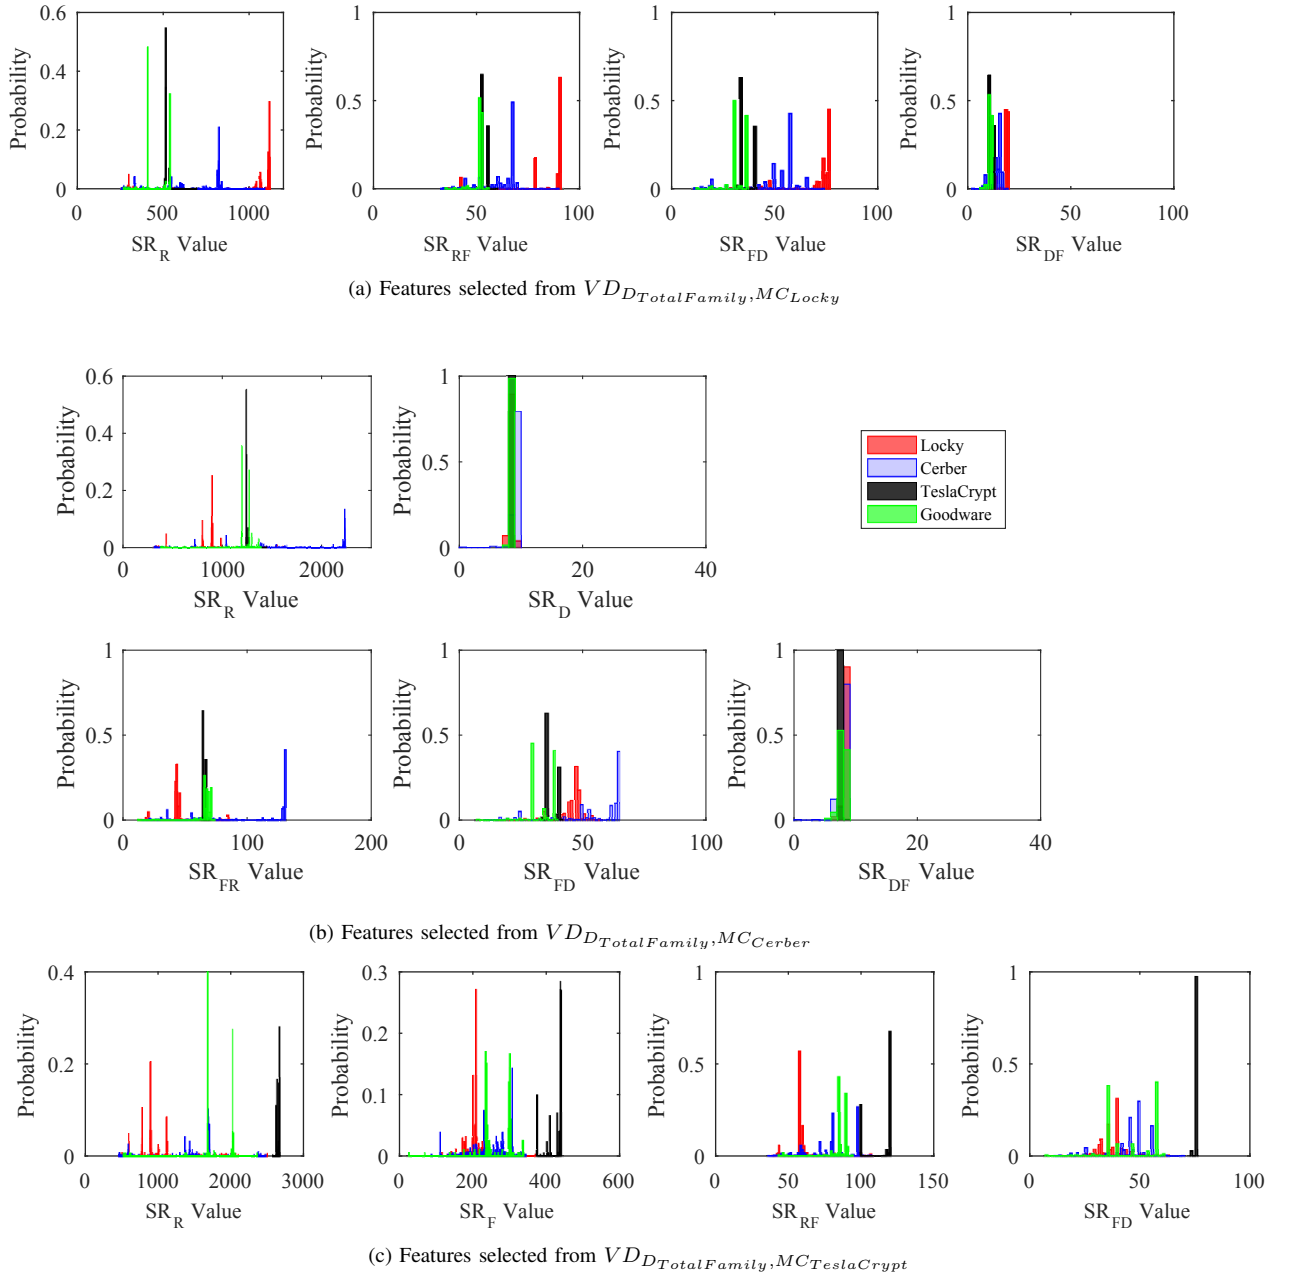 0.6
0.4
0.2
0
Probability
0 500 1000
SR_R Value
1
0.5
0
Probability
0 50 100
SR_RF Value
1
0.5
0
Probability
0 50 100
SR_FD Value
1
0.5
0
Probability
0 50 100
SR_DF Value
(a) Features selected from VD_{D_{TotalFamily},MC_{Locky}}
0.6
0.4
0.2
0
Probability
0 1000 2000
SR_R Value
1
0.5
0
Probability
0 20 40
SR_D Value
Locky
Cerber
TeslaCrypt
Goodware
1
0.5
0
Probability
0 100 200
SR_FR Value
1
0.5
0
Probability
0 50 100
SR_FD Value
1
0.5
0
Probability
0 20 40
SR_DF Value
(b) Features selected from VD_{D_{TotalFamily},MC_{Cerber}}
0.4
0.2
0
Probability
0 1000 2000 3000
SR_R Value
0.3
0.2
0.1
0
Probability
0 200 400 600
SR_F Value
1
0.5
0
Probability
0 50 100 150
SR_RF Value
1
0.5
0
Probability
0 50 100
SR_FD Value
(c) Features selected from VD_{D_{TotalFamily},MC_{TeslaCrypt}}